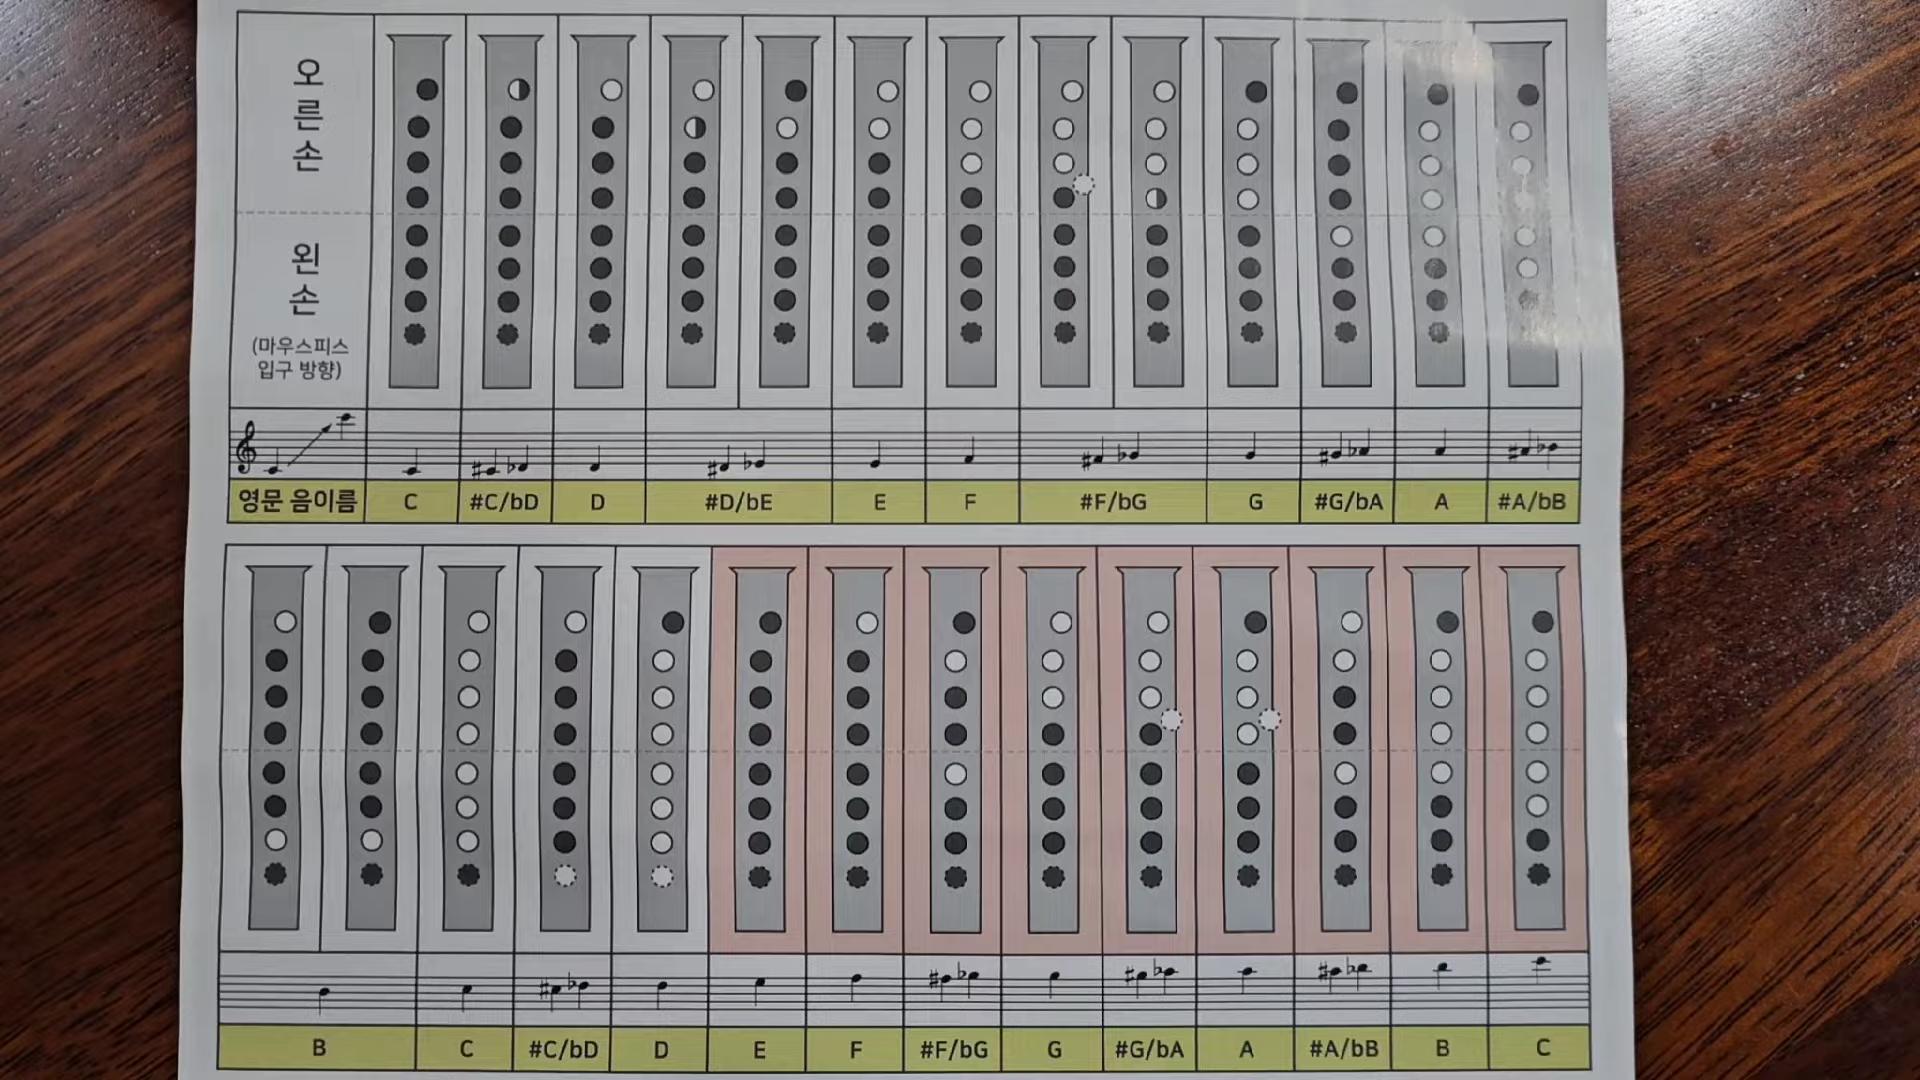 오른손
왼손
(마우스피스
입구 방향)
영문 음이름 C #C/bD D #D/bE E F #F/bG G #G/bA A #A/bB
B C #C/bD D E F #F/bG G #G/bA A #A/bB B C